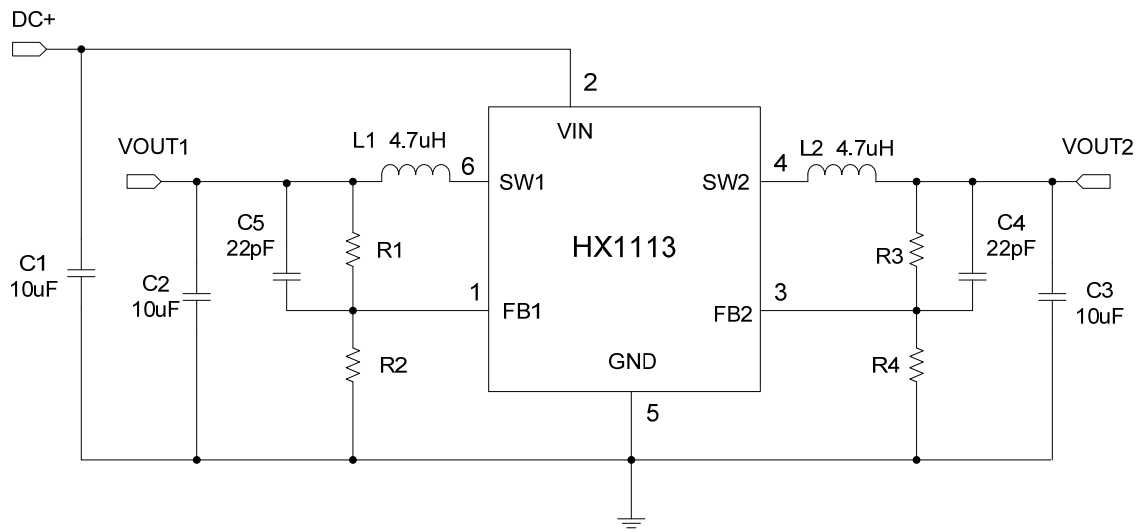 DC+
2
VIN
VOUT1
L1 4.7uH
6
SW1
SW2
4
L2 4.7uH
VOUT2
C5
22pF
R1
HX1113
R3
C4
22pF
C1
10uF
C2
10uF
1
FB1
FB2
3
C3
10uF
R2
GND
R4
5